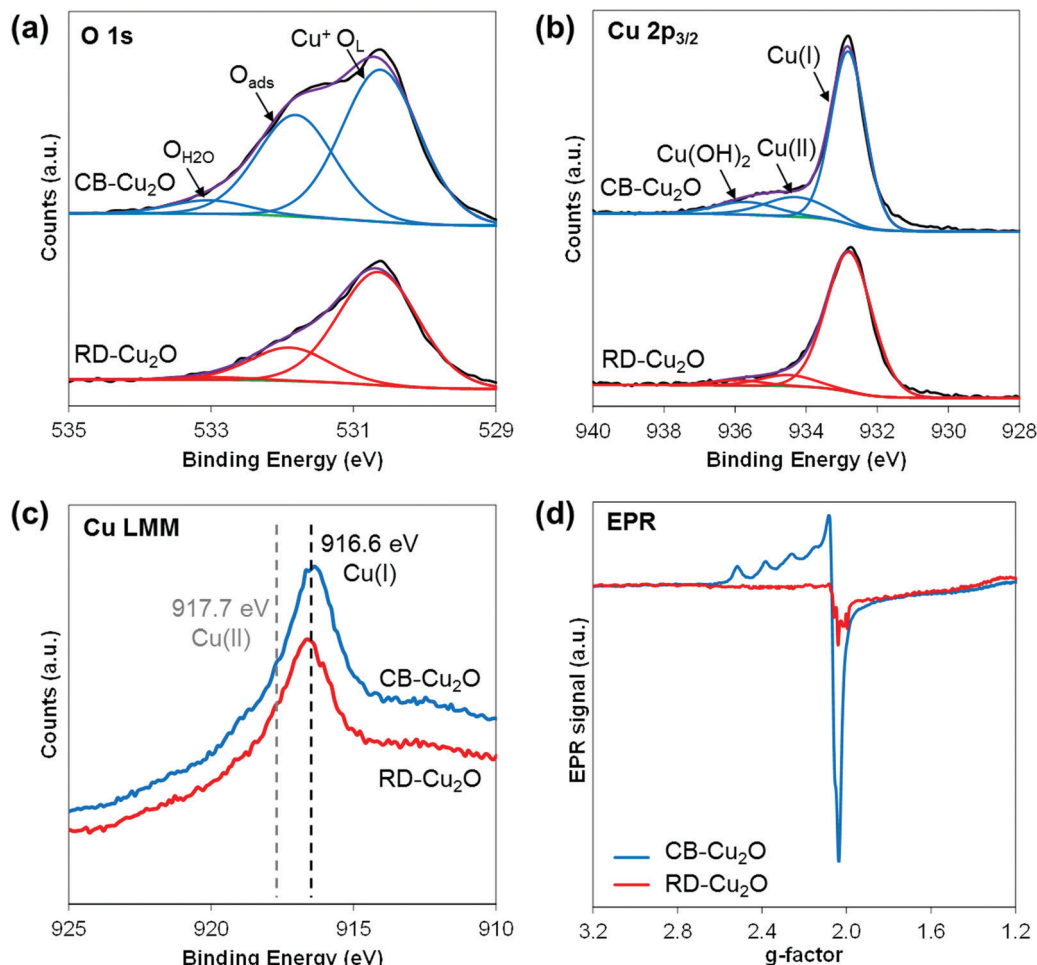 (a) O 1s
Cu⁺ O_L
O_ads
O_H2O
CB-Cu₂O
RD-Cu₂O
Counts (a.u.)
535 533 531 529
Binding Energy (eV)
(b) Cu 2p₃/₂
Cu(I)
Cu(II)
Cu(OH)₂
CB-Cu₂O
RD-Cu₂O
Counts (a.u.)
940 938 936 934 932 930 928
Binding Energy (eV)
(c) Cu LMM
916.6 eV
Cu(I)
917.7 eV
Cu(II)
CB-Cu₂O
RD-Cu₂O
Counts (a.u.)
925 920 915 910
Binding Energy (eV)
(d) EPR
EPR signal (a.u.)
CB-Cu₂O
RD-Cu₂O
3.2 2.8 2.4 2.0 1.6 1.2
g-factor